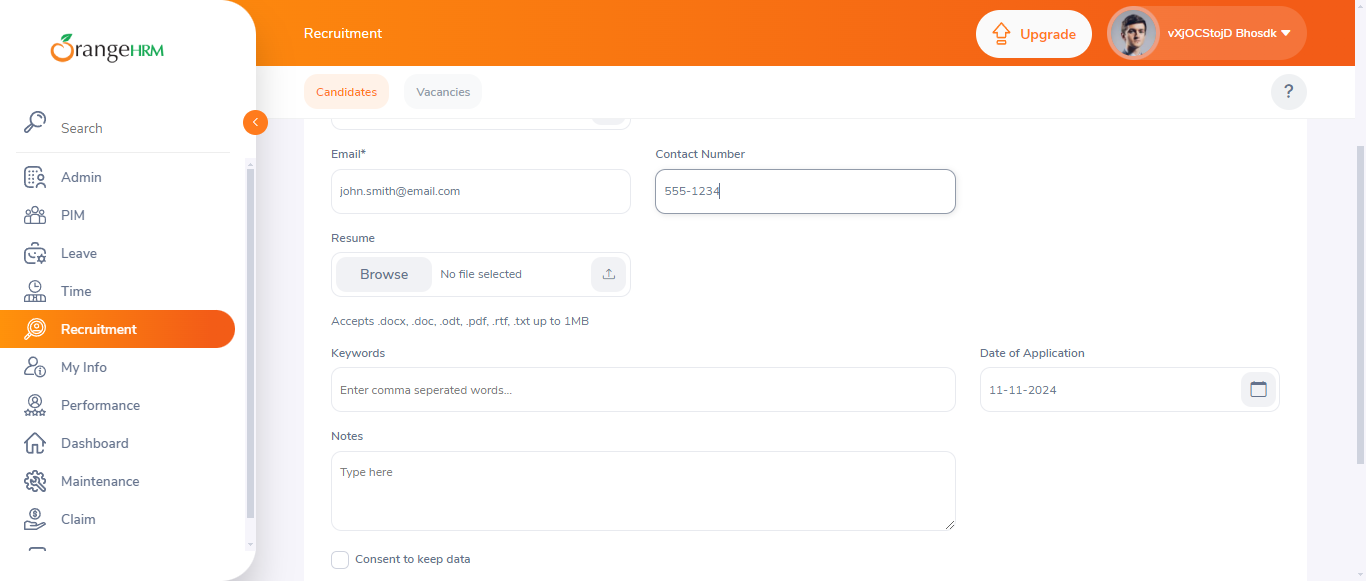 OrangeHRM
Recruitment
Upgrade
vXjOCStojD Bhosdk
Candidates
Vacancies
?
Search
Admin
PIM
Leave
Time
Recruitment
My Info
Performance
Dashboard
Maintenance
Claim
Email*
Contact Number
john.smith@email.com
555-1234
Resume
Browse
No file selected
Accepts .docx, .doc, .odt, .pdf, .rtf, .txt up to 1MB
Keywords
Date of Application
Enter comma seperated words...
11-11-2024
Notes
Type here
Consent to keep data